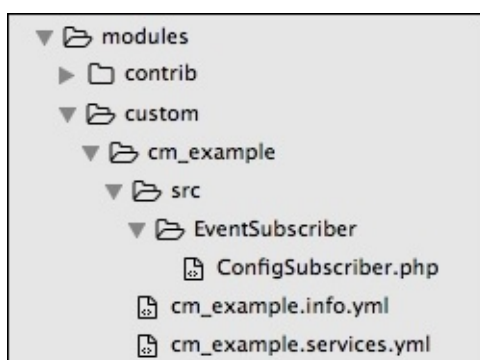 modules
contrib
custom
cm_example
src
EventSubscriber
ConfigSubscriber.php
cm_example.info.yml
cm_example.services.yml